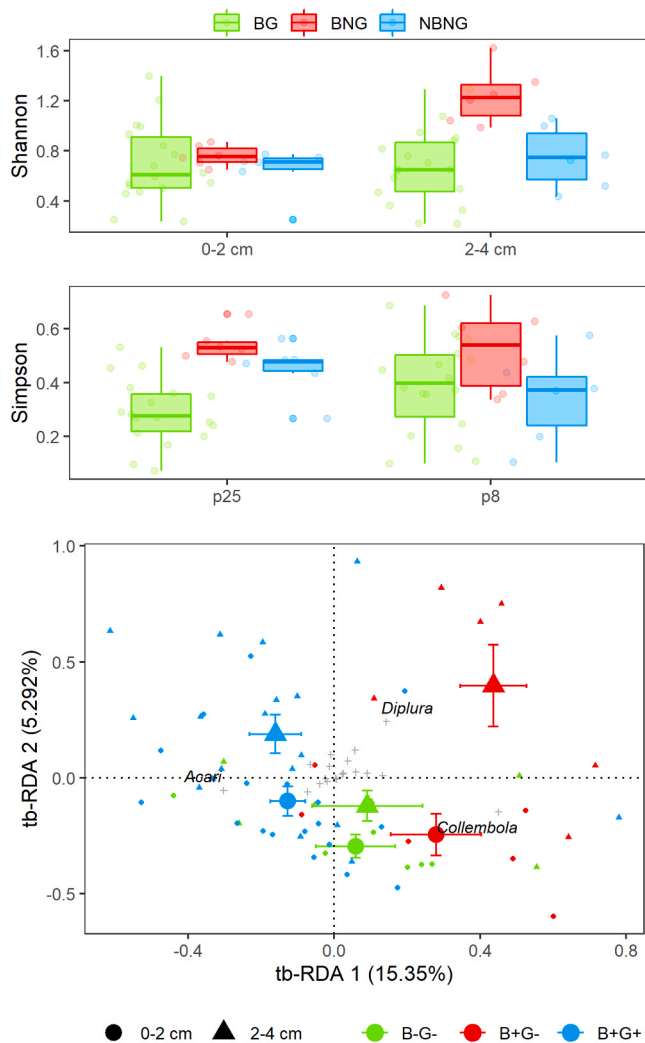 BG BNG NBNG
Shannon
1.6
1.2
0.8
0.4
0-2 cm 2-4 cm
Simpson
0.6
0.4
0.2
p25 p8
tb-RDA 2 (5.292%)
1.0
0.5
0.0
-0.5
Diplura
Acari
Collembola
-0.4 0.0 0.4 0.8
tb-RDA 1 (15.35%)
0-2 cm 2-4 cm B-G- B+G- B+G+